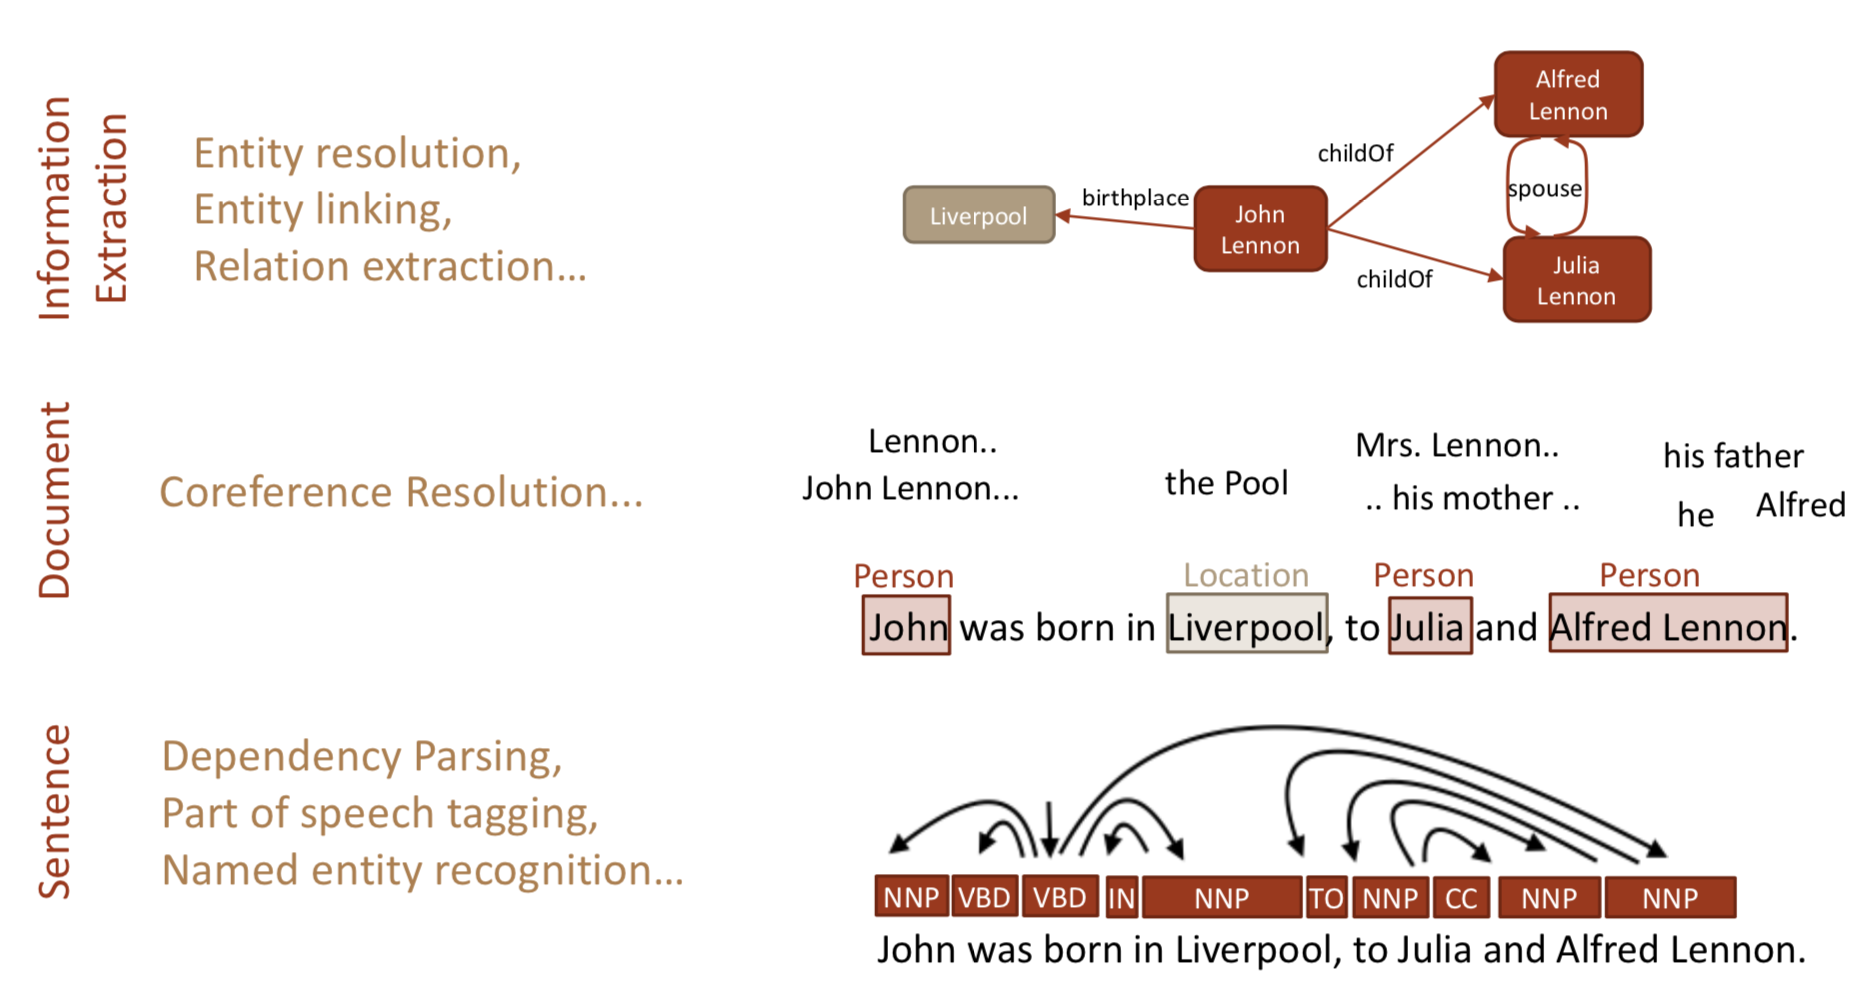 Information
Extraction
Entity resolution,
Entity linking,
Relation extraction...
Alfred
Lennon
childOf
spouse
Liverpool
birthplace
John
Lennon
childOf
Julia
Lennon
Document
Coreference Resolution...
Lennon..
John Lennon...
the Pool
Mrs. Lennon..
.. his mother ..
his father
he
Alfred
Person
Location
Person
Person
John was born in Liverpool, to Julia and Alfred Lennon.
Sentence
Dependency Parsing,
Part of speech tagging,
Named entity recognition...
NNP VBD VBD IN NNP TO NNP CC NNP NNP
John was born in Liverpool, to Julia and Alfred Lennon.